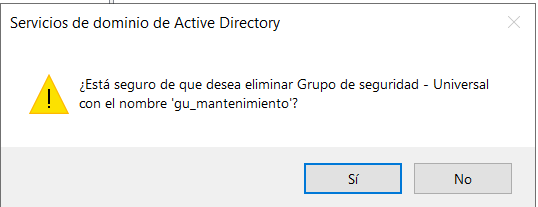 Servicios de dominio de Active Directory
¿Está seguro de que desea eliminar Grupo de seguridad - Universal
con el nombre 'gu_mantenimiento'?
Sí
No